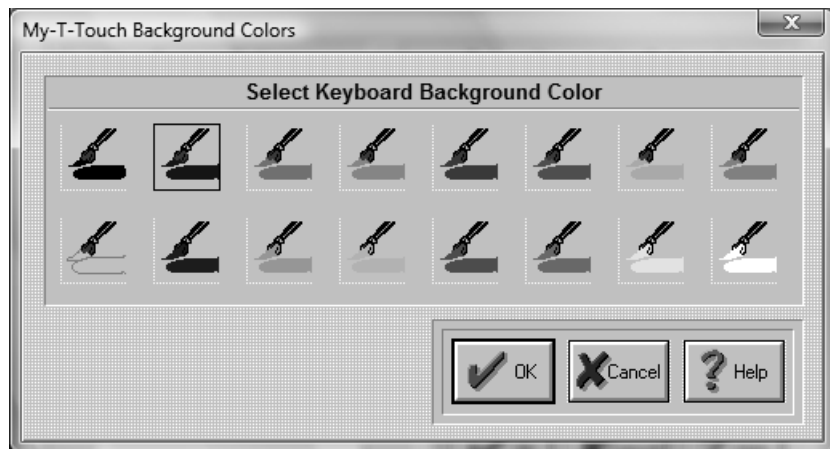 My-T-Touch Background Colors
Select Keyboard Background Color
OK
Cancel
Help